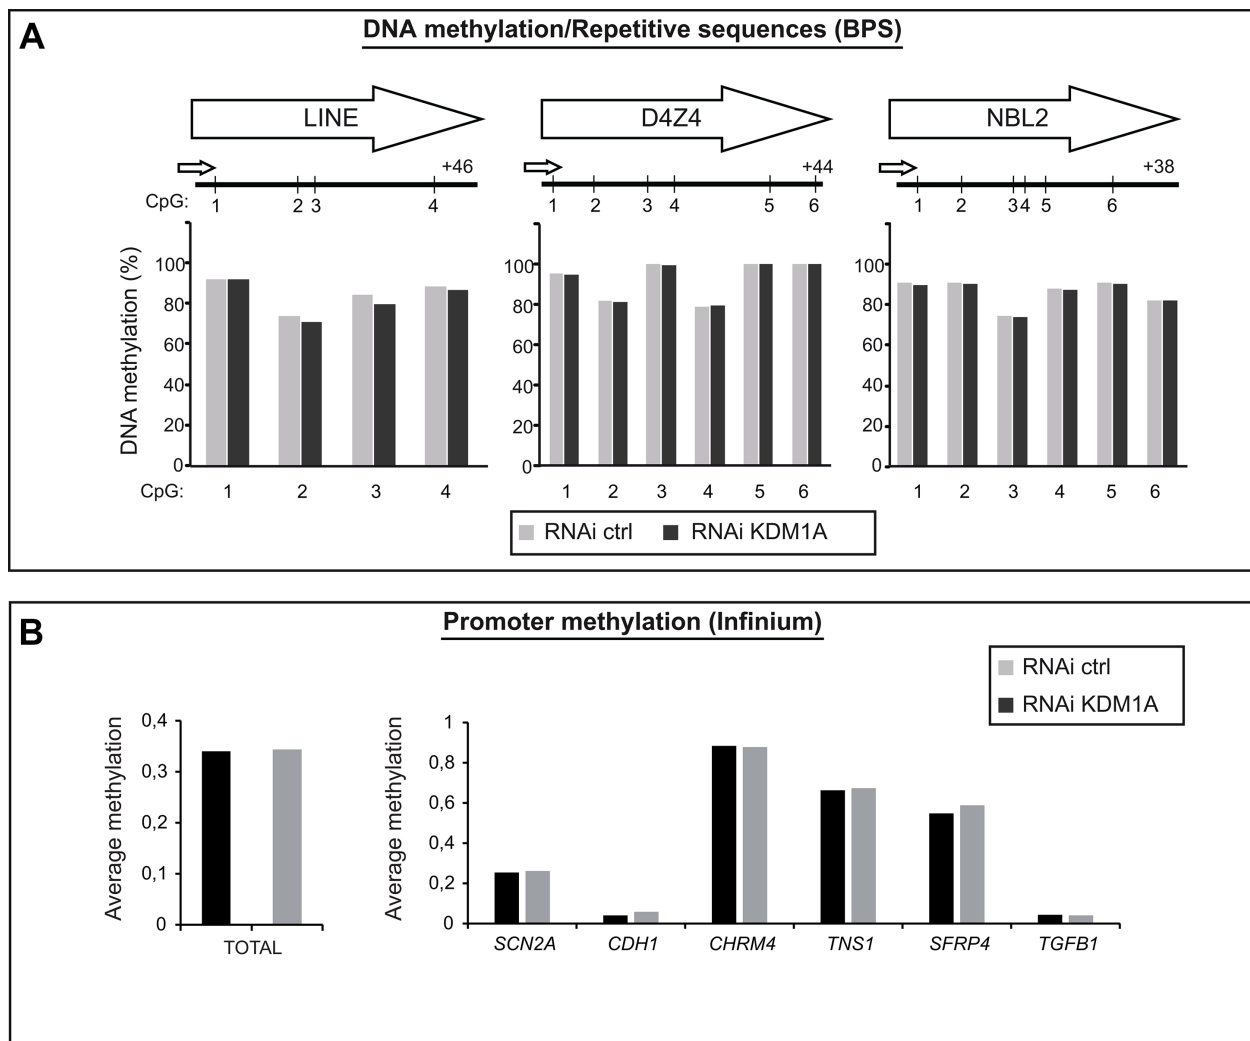 A
DNA methylation/Repetitive sequences (BPS)
LINE D4Z4 NBL2
+46 +44 +38
CpG: 1 2 3 4 1 2 3 4 5 6 1 2 3 4 5 6
DNA methylation (%)
100 100 100
80 80 80
60 60 60
40 40 40
20 20 20
0 0 0
CpG: 1 2 3 4 1 2 3 4 5 6 1 2 3 4 5 6
RNAi ctrl RNAi KDM1A
B
Promoter methylation (Infinium)
RNAi ctrl
RNAi KDM1A
Average methylation
0,4
0,3
0,2
0,1
0
TOTAL
Average methylation
1
0,8
0,6
0,4
0,2
0
SCN2A CDH1 CHRM4 TNS1 SFRP4 TGFB1